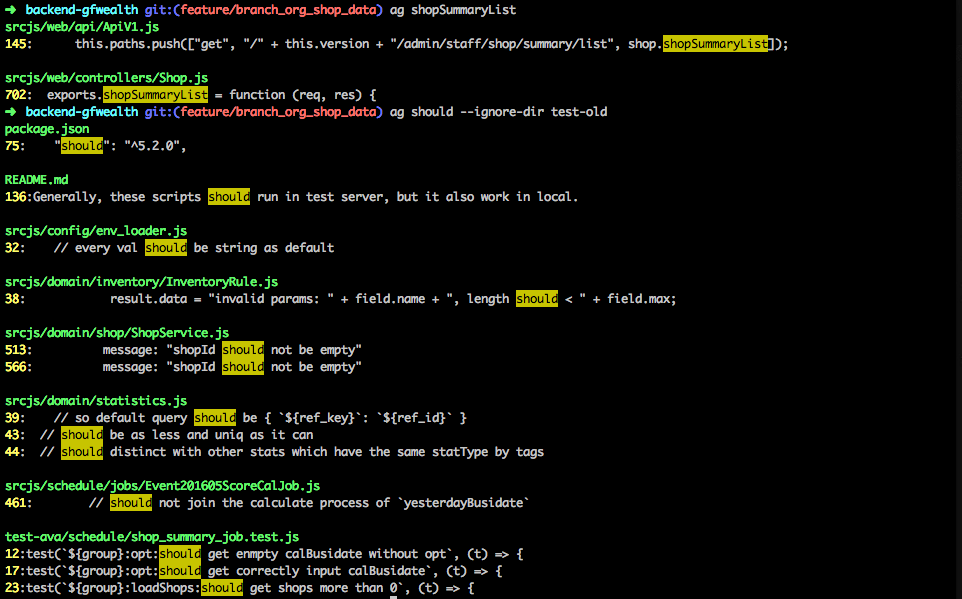 ➜ backend-gfwealth git:(feature/branch_org_shop_data) ag shopSummaryList
srcjs/web/api/ApiV1.js
145:      this.paths.push(["get", "/" + this.version + "/admin/staff/shop/summary/list", shop.shopSummaryList]);

srcjs/web/controllers/Shop.js
702:  exports.shopSummaryList = function (req, res) {
➜ backend-gfwealth git:(feature/branch_org_shop_data) ag should --ignore-dir test-old
package.json
75:    "should": "^5.2.0",

README.md
136:Generally, these scripts should run in test server, but it also work in local.

srcjs/config/env_loader.js
32:    // every val should be string as default

srcjs/domain/inventory/InventoryRule.js
38:            result.data = "invalid params: " + field.name + ", length should < " + field.max;

srcjs/domain/shop/ShopService.js
513:          message: "shopId should not be empty"
566:          message: "shopId should not be empty"

srcjs/domain/statistics.js
39:    // so default query should be { `${ref_key}`: `${ref_id}` }
43:  // should be as less and uniq as it can
44:  // should distinct with other stats which have the same statType by tags

srcjs/schedule/jobs/Event201605ScoreCalJob.js
461:        // should not join the calculate process of `yesterdayBusidate`

test-ava/schedule/shop_summary_job.test.js
12:test(`${group}:opt:should get enmpty calBusidate without opt`, (t) => {
17:test(`${group}:opt:should get correctly input calBusidate`, (t) => {
23:test(`${group}:loadShops:should get shops more than 0`, (t) => {